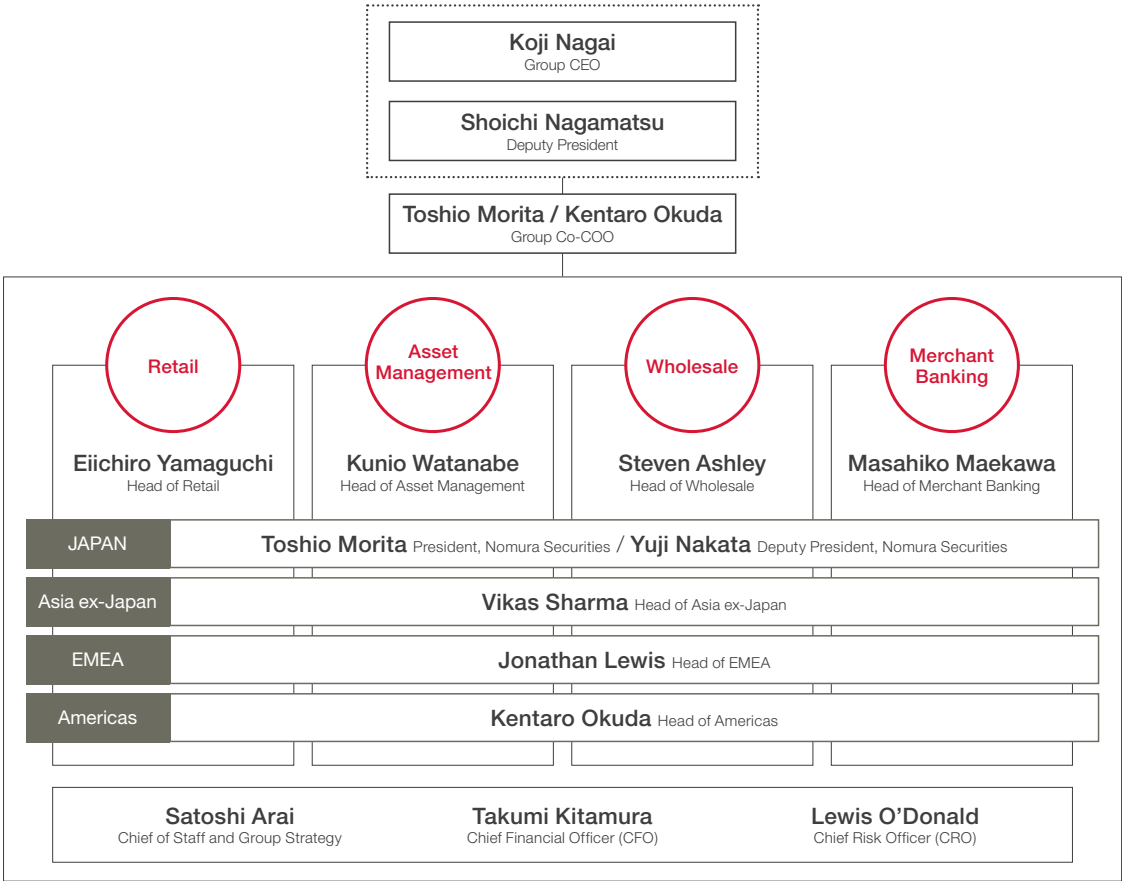 Koji Nagai
Group CEO
Shoichi Nagamatsu
Deputy President
Toshio Morita / Kentaro Okuda
Group Co-COO
Retail
Asset
Management
Wholesale
Merchant
Banking
Eiichiro Yamaguchi
Head of Retail
Kunio Watanabe
Head of Asset Management
Steven Ashley
Head of Wholesale
Masahiko Maekawa
Head of Merchant Banking
JAPAN
Toshio Morita President, Nomura Securities / Yuji Nakata Deputy President, Nomura Securities
Asia ex-Japan
Vikas Sharma Head of Asia ex-Japan
EMEA
Jonathan Lewis Head of EMEA
Americas
Kentaro Okuda Head of Americas
Satoshi Arai
Chief of Staff and Group Strategy
Takumi Kitamura
Chief Financial Officer (CFO)
Lewis O’Donald
Chief Risk Officer (CRO)